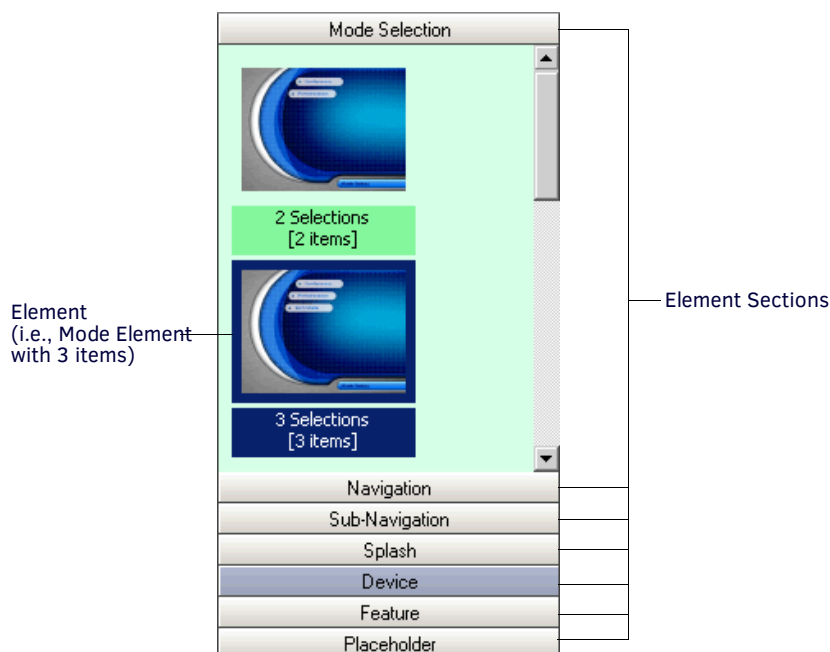 Mode Selection
2 Selections
[2 items]
Element
(i.e., Mode Element
with 3 items)
Element Sections
3 Selections
[3 items]
Navigation
Sub-Navigation
Splash
Device
Feature
Placeholder